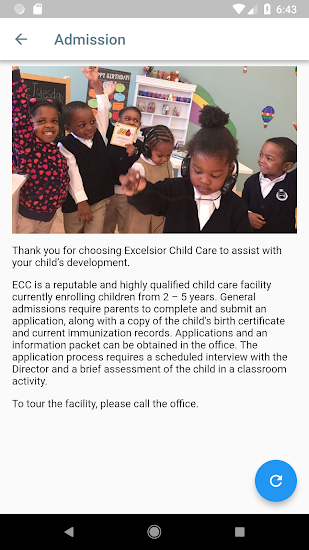 6:43
Admission
Tuesday
HAPPY BIRTHDAY
Thank you for choosing Excelsior Child Care to assist with
your child's development.
ECC is a reputable and highly qualified child care facility
currently enrolling children from 2 – 5 years. General
admissions require parents to complete and submit an
application, along with a copy of the child's birth certificate
and current immunization records. Applications and an
information packet can be obtained in the office. The
application process requires a scheduled interview with the
Director and a brief assessment of the child in a classroom
activity.
To tour the facility, please call the office.